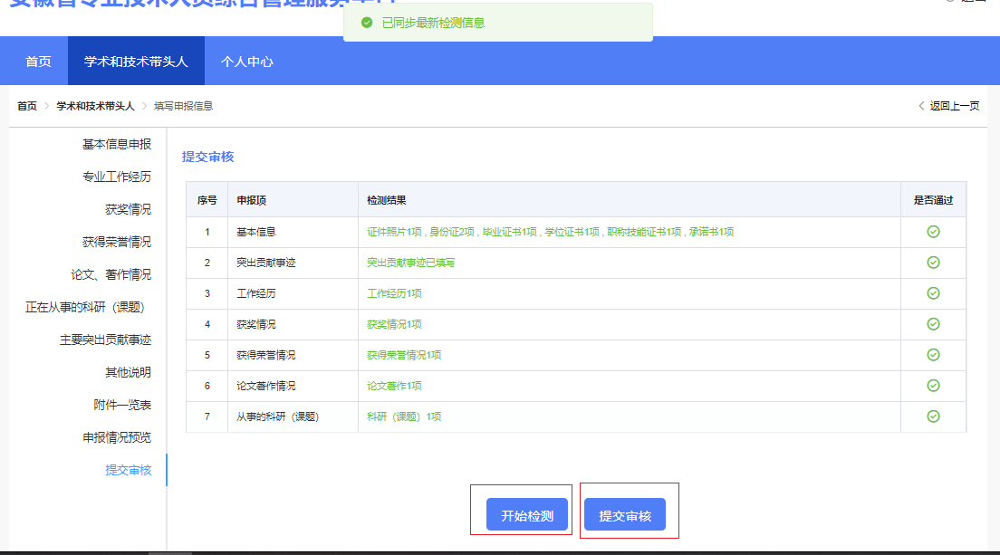 安徽省专业技术人员综合管理服务平台
退出
已同步最新检测信息
首页 学术和技术带头人 个人中心
首页 > 学术和技术带头人 > 填写申报信息
< 返回上一页
基本信息申报
专业工作经历
获奖情况
获得荣誉情况
论文、著作情况
正在从事的科研（课题）
主要突出贡献事迹
其他说明
附件一览表
申报情况预览
提交审核
提交审核
序号 申报项 检测结果 是否通过
1 基本信息 证件照片1项 , 身份证2项 , 毕业证书1项 , 学位证书1项 , 职称技能证书1项 , 承诺书1项
2 突出贡献事迹 突出贡献事迹已填写
3 工作经历 工作经历1项
4 获奖情况 获奖情况1项
5 获得荣誉情况 获得荣誉情况1项
6 论文著作情况 论文著作1项
7 从事的科研（课题） 科研（课题）1项
开始检测 提交审核